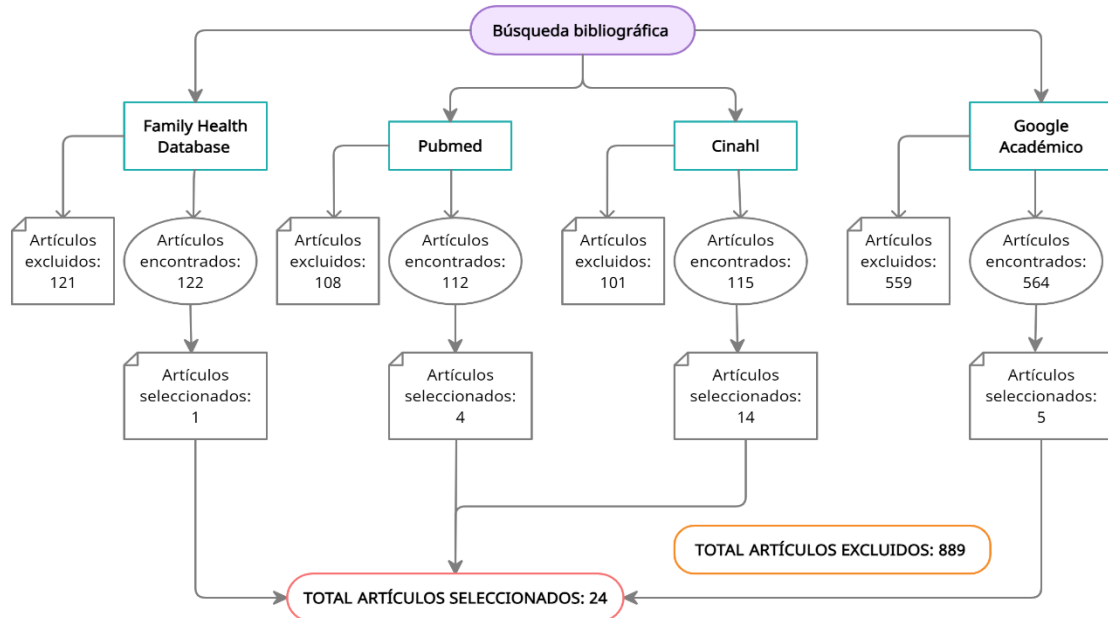 Búsqueda bibliográfica
Family Health
Database
Pubmed
Cinahl
Google
Académico
Artículos
excluidos:
121
Artículos
encontrados:
122
Artículos
excluidos:
108
Artículos
encontrados:
112
Artículos
excluidos:
101
Artículos
encontrados:
115
Artículos
excluidos:
559
Artículos
encontrados:
564
Artículos
seleccionados:
1
Artículos
seleccionados:
4
Artículos
seleccionados:
14
Artículos
seleccionados:
5
TOTAL ARTÍCULOS EXCLUIDOS: 889
TOTAL ARTÍCULOS SELECCIONADOS: 24